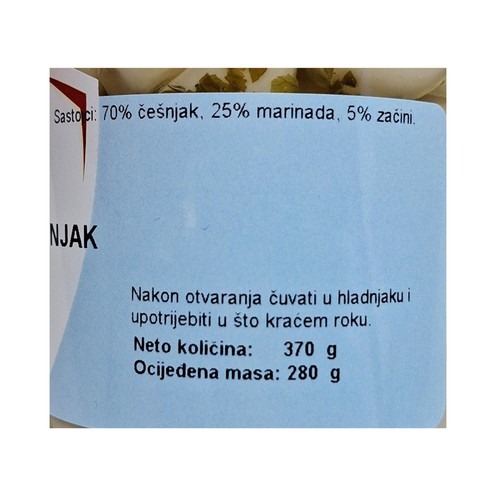 Sastojci: 70% češnjak, 25% marinada, 5% začini.
NJAK
Nakon otvaranja čuvati u hladnjaku i
upotrijebiti u što kraćem roku.
Neto količina: 370 g
Ocijeđena masa: 280 g